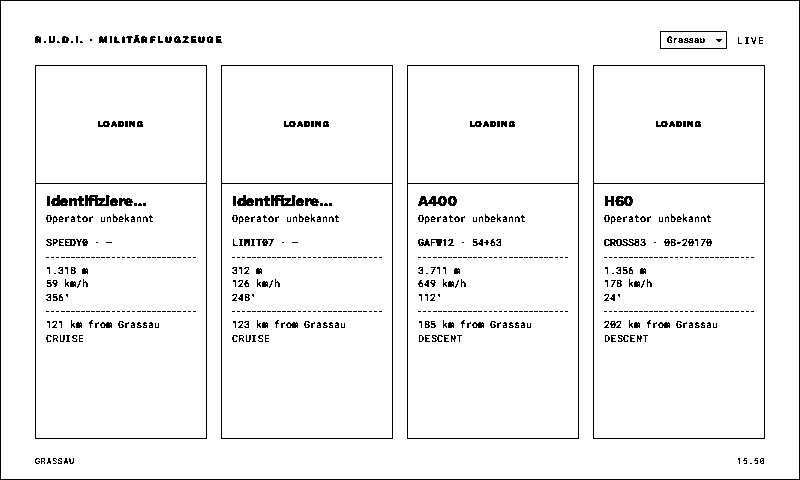 R.U.D.I. · MILITÄRFLUGZEUGE
Grassau
LIVE
LOADING
Identifiziere...
Operator unbekannt
SPEEDY0 · —
1.318 m
59 km/h
356°
121 km from Grassau
CRUISE
LOADING
Identifiziere...
Operator unbekannt
LIMIT07 · —
312 m
126 km/h
248°
123 km from Grassau
CRUISE
LOADING
A400
Operator unbekannt
GAFW12 · 54+63
3.711 m
649 km/h
112°
185 km from Grassau
DESCENT
LOADING
H60
Operator unbekannt
CROSS83 · 08-20170
1.356 m
178 km/h
24°
202 km from Grassau
DESCENT
GRASSAU
15.50